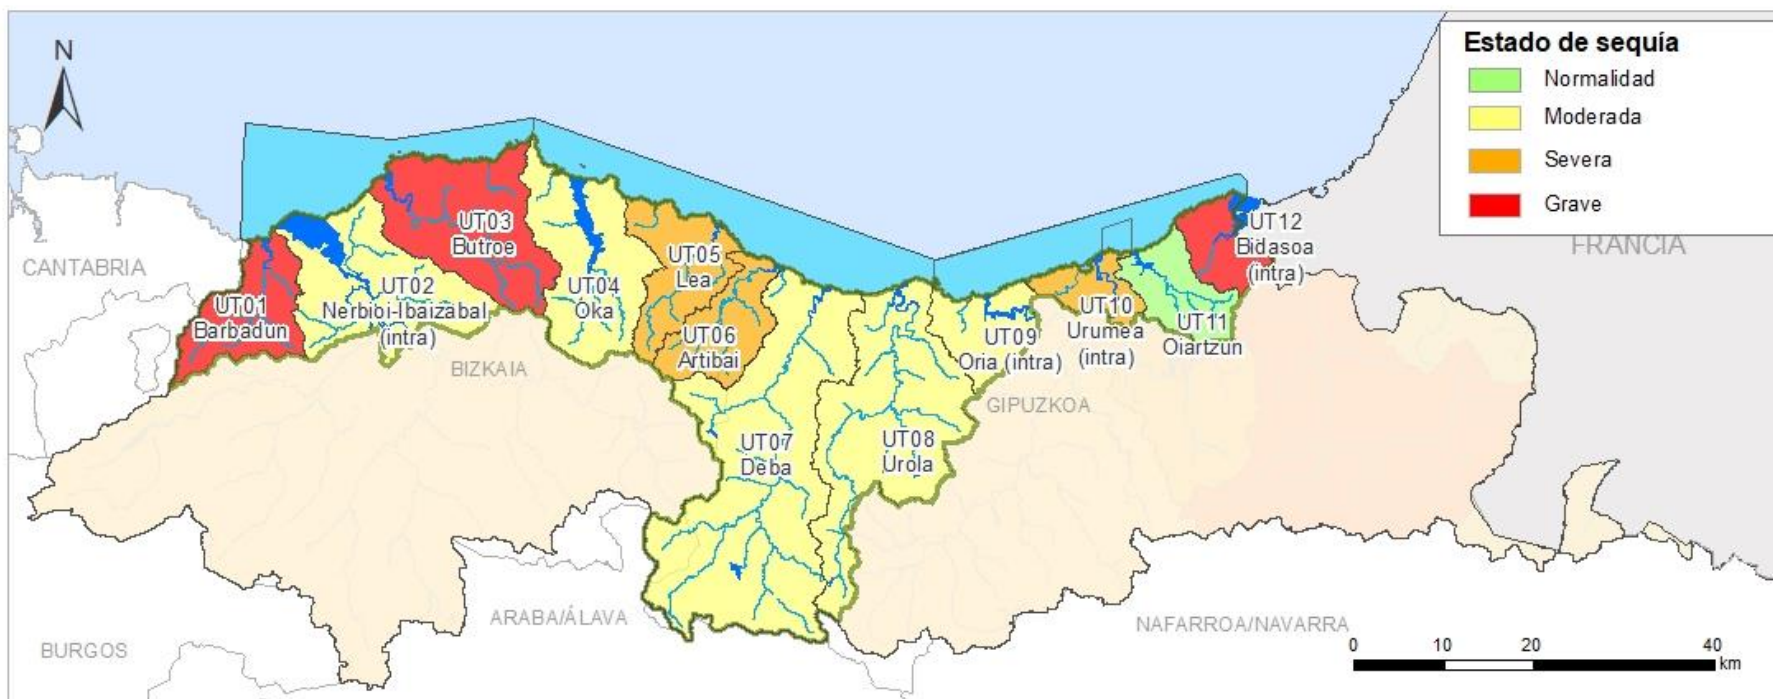 N
Estado de sequía
Normalidad
Moderada
Severa
Grave
FRANCIA
CANTABRIA
UT01
Barbadun
UT02
Nerbioi-Ibaizabal
(intra)
UT03
Butroe
UT04
Oka
UT05
Lea
UT06
Artibai
UT07
Deba
UT08
Urola
UT09
Oria (intra)
UT10
Urumea
(intra)
UT11
Oiartzun
UT12
Bidasoa
(intra)
BIZKAIA
GIPUZKOA
ARABA/ÁLAVA
NAFARROA/NAVARRA
BURGOS
0 10 20 40
km